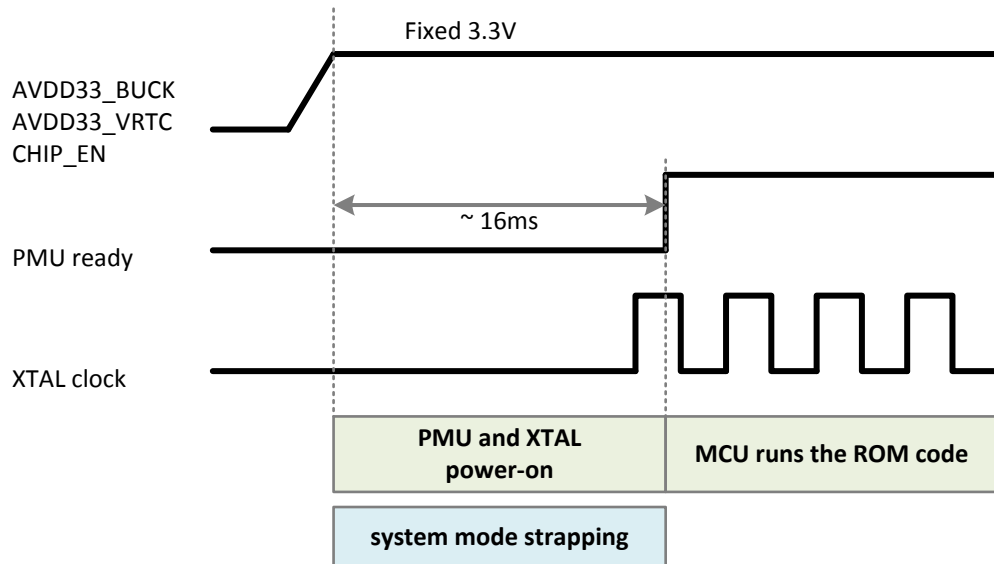 Fixed 3.3V
AVDD33_BUCK
AVDD33_VRTC
CHIP_EN
~ 16ms
PMU ready
XTAL clock
PMU and XTAL
power-on
MCU runs the ROM code
system mode strapping